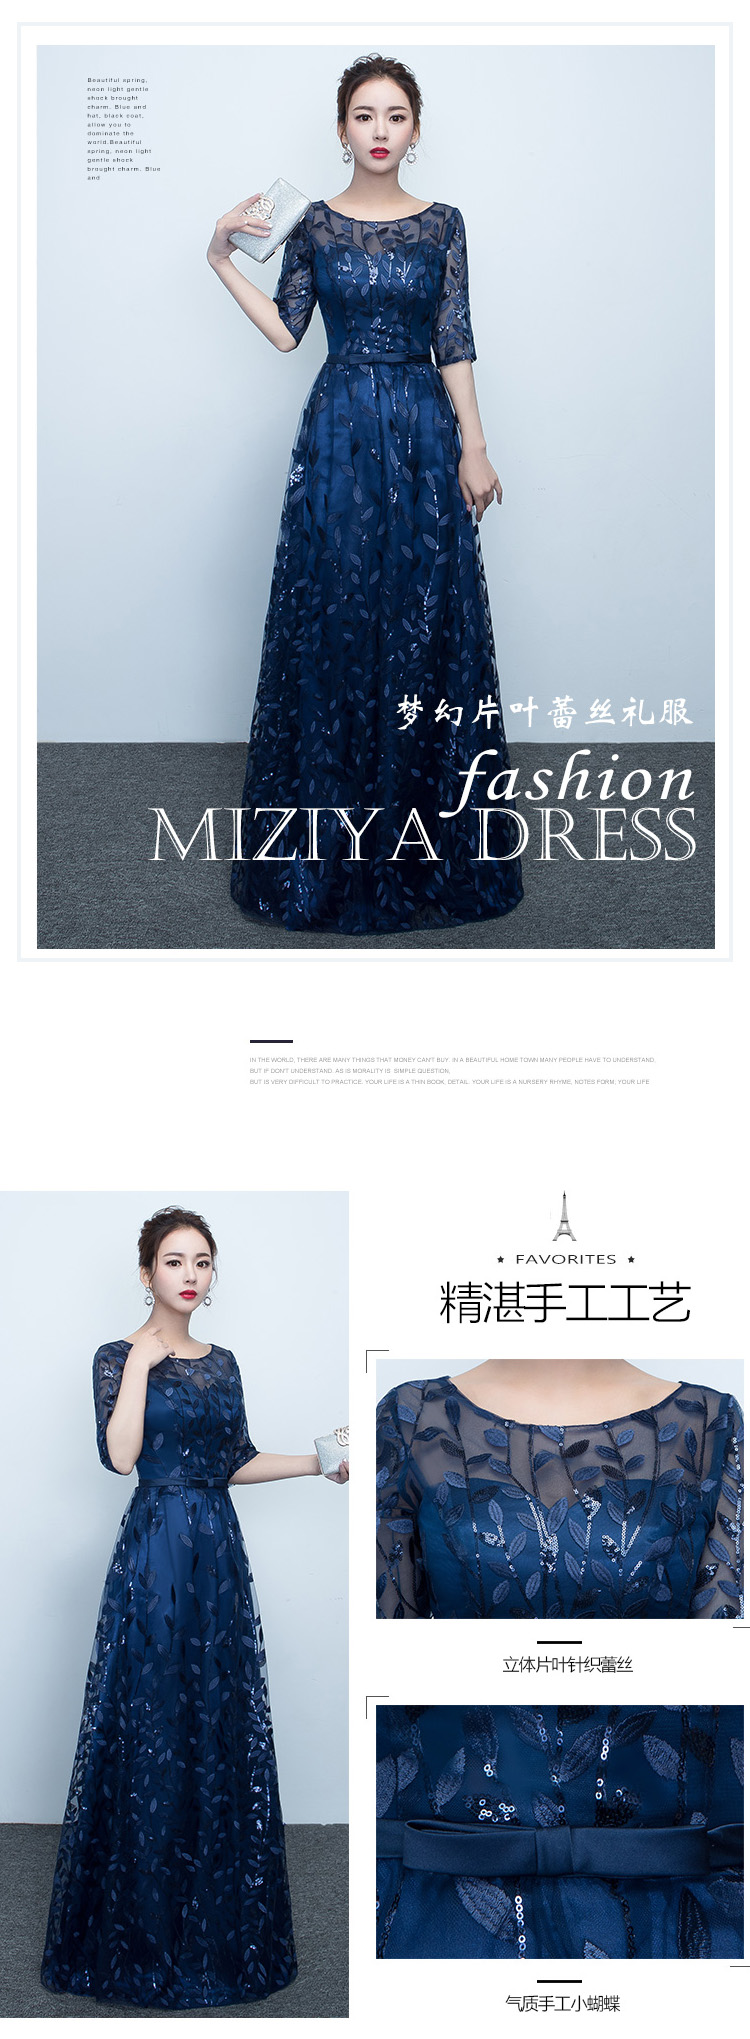 Beautiful spring,
neon light gentle
shock brought
charm. Blue and
hat, black coat,
allow you to
dominate the
world.Beautiful
spring, neon light
gentle shock
brought charm. Blue
and
梦幻片叶蕾丝礼服
fashion
MIZIYA DRESS
IN THE WORLD, THERE ARE MANY THINGS THAT MONEY CAN'T BUY. IN A BEAUTIFUL HOME TOWN MANY PEOPLE HAVE TO UNDERSTAND,
BUT IF DON'T UNDERSTAND. AS IS MORALITY IS SIMPLE QUESTION,
BUT IS VERY DIFFICULT TO PRACTICE. YOUR LIFE IS A THIN BOOK, DETAIL. YOUR LIFE IS A NURSERY RHYME, NOTES FORM; YOUR LIFE
★ FAVORITES ★
精湛手工工艺
立体片叶针织蕾丝
气质手工小蝴蝶